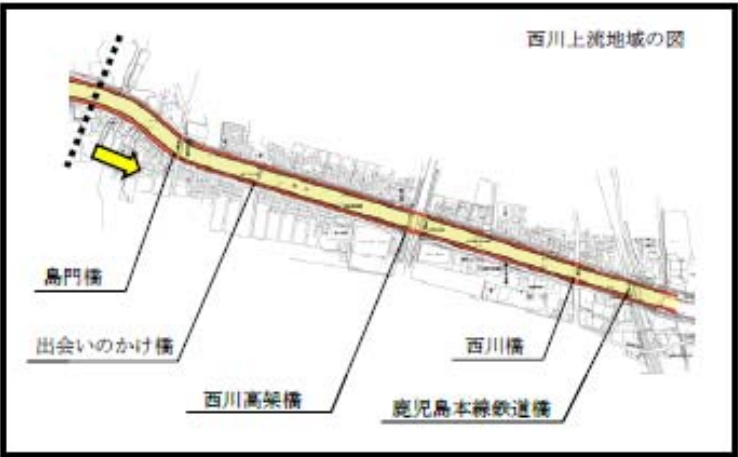 西川上流地域の図
島門橋
出会いのかけ橋
西川高架橋
西川橋
鹿児島本線鉄道橋